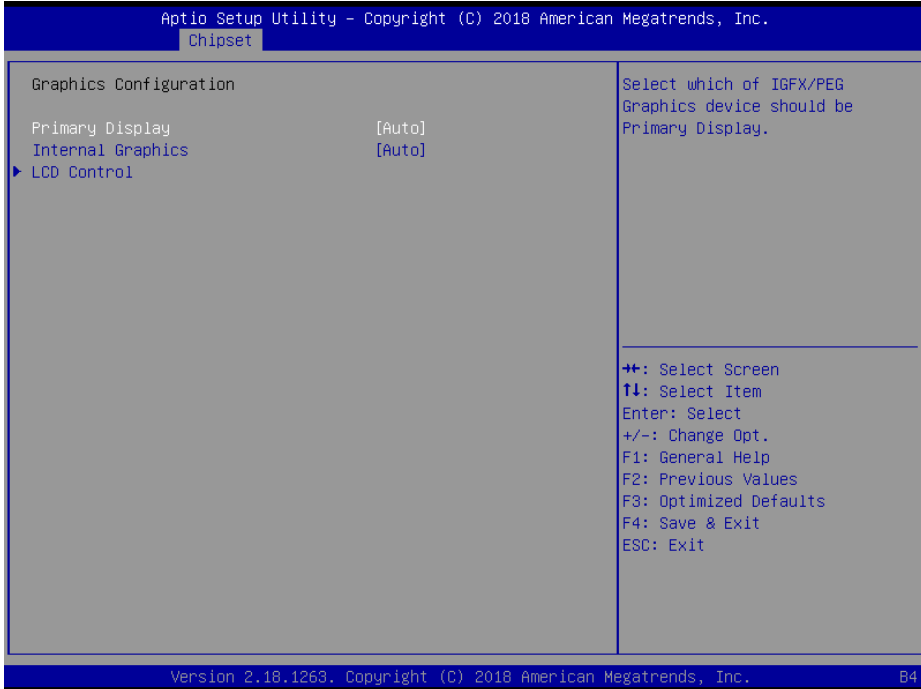 Aptio Setup Utility – Copyright (C) 2018 American Megatrends, Inc.
Chipset
Graphics Configuration
Primary Display [Auto]
Internal Graphics [Auto]
LCD Control
Select which of IGFX/PEG
Graphics device should be
Primary Display.
→←: Select Screen
↑↓: Select Item
Enter: Select
+/-: Change Opt.
F1: General Help
F2: Previous Values
F3: Optimized Defaults
F4: Save & Exit
ESC: Exit
Version 2.18.1263. Copyright (C) 2018 American Megatrends, Inc.
B4